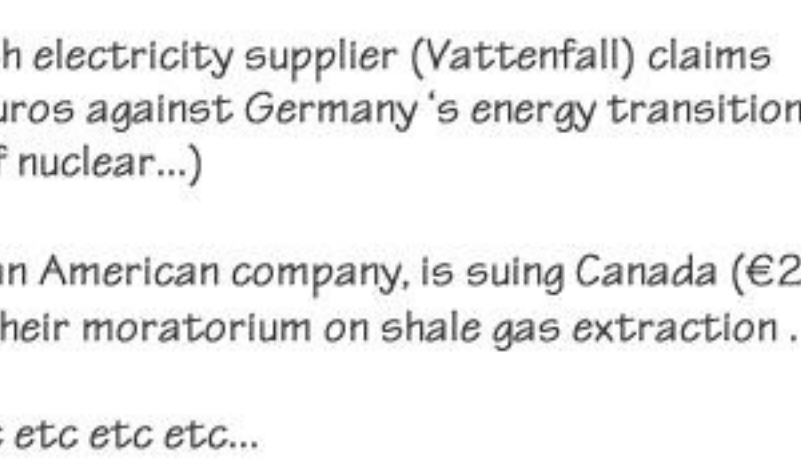 h electricity supplier (Vattenfall) claims
uros against Germany 's energy transition
f nuclear...)
an American company, is suing Canada (€2
heir moratorium on shale gas extraction .
c etc etc etc...